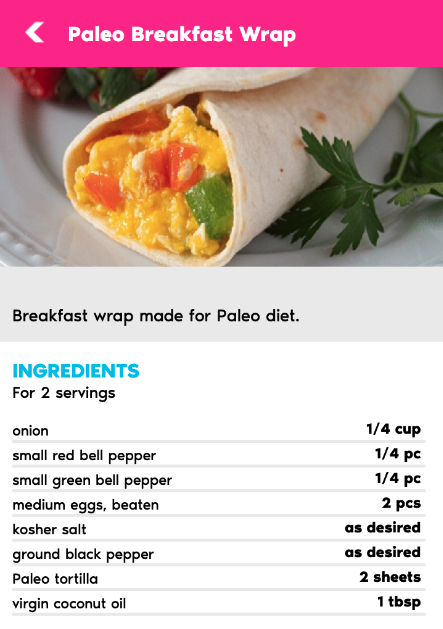 Paleo Breakfast Wrap
Breakfast wrap made for Paleo diet.
INGREDIENTS
For 2 servings
onion 1/4 cup
small red bell pepper 1/4 pc
small green bell pepper 1/4 pc
medium eggs, beaten 2 pcs
kosher salt as desired
ground black pepper as desired
Paleo tortilla 2 sheets
virgin coconut oil 1 tbsp